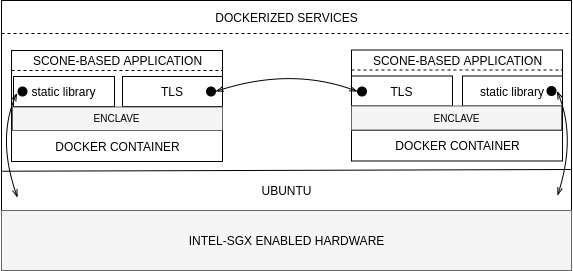 DOCKERIZED SERVICES
SCONE-BASED APPLICATION
static library
TLS
ENCLAVE
DOCKER CONTAINER
SCONE-BASED APPLICATION
TLS
static library
ENCLAVE
DOCKER CONTAINER
UBUNTU
INTEL-SGX ENABLED HARDWARE